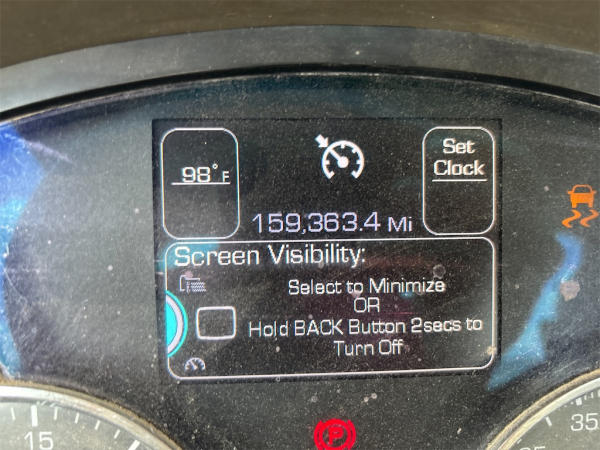 98°F
Set
Clock
159,363.4 Mi
Screen Visibility:
Select to Minimize
OR
Hold BACK Button 2secs to
Turn Off
P
15
35